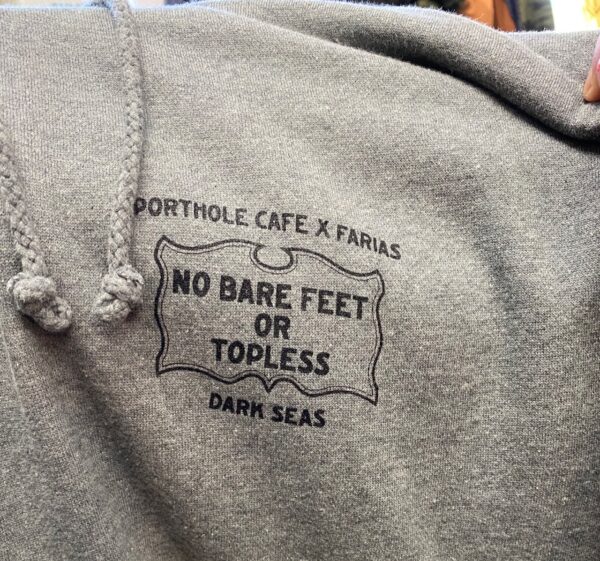 PORTHOLE CAFE X FARIAS
NO BARE FEET
OR
TOPLESS
DARK SEAS